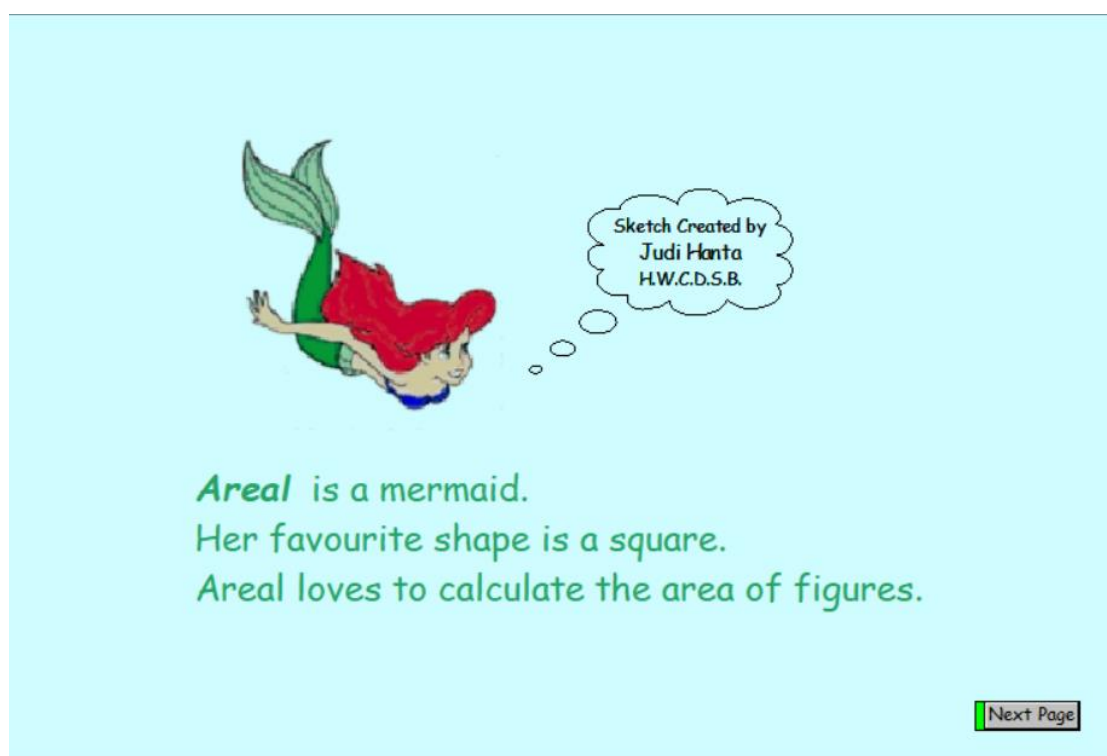 Sketch Created by
Judi Hanta
H.W.C.D.S.B.
Areal is a mermaid.
Her favourite shape is a square.
Areal loves to calculate the area of figures.
Next Page